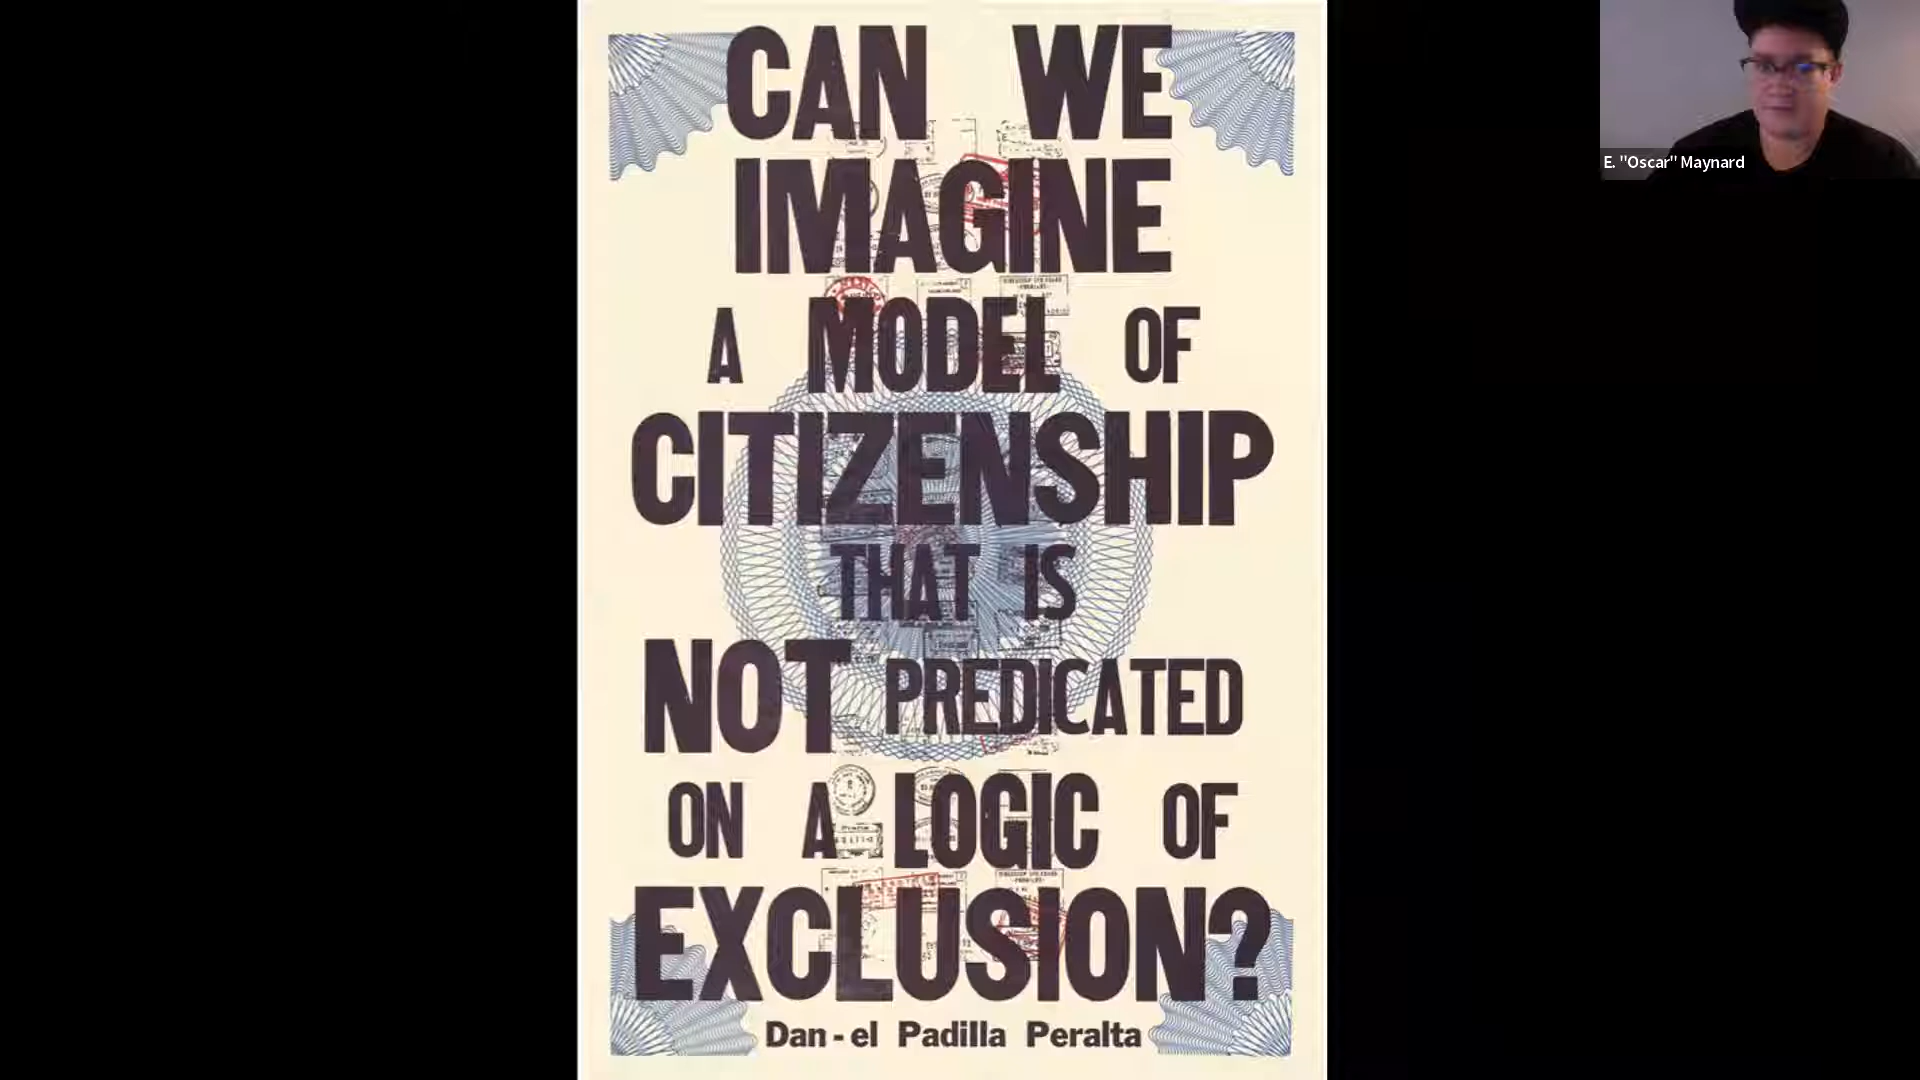 CAN WE
IMAGINE
A MODEL OF
CITIZENSHIP
THAT IS
NOT PREDICATED
ON A LOGIC OF
EXCLUSION?
Dan-el Padilla Peralta
E. "Oscar" Maynard